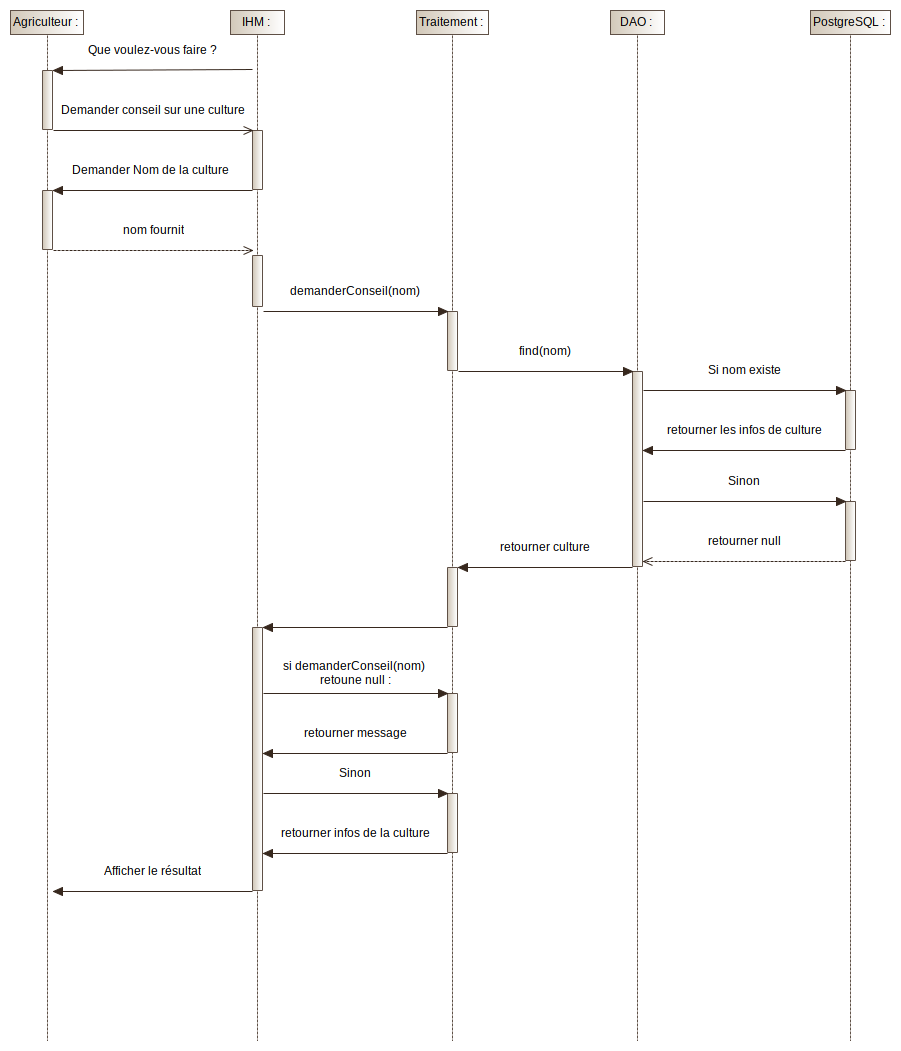 Agriculteur :
IHM :
Traitement :
DAO :
PostgreSQL :
Que voulez-vous faire ?
Demander conseil sur une culture
Demander Nom de la culture
nom fournit
demanderConseil(nom)
find(nom)
Si nom existe
retourner les infos de culture
Sinon
retourner null
retourner culture
si demanderConseil(nom)
retoune null :
retourner message
Sinon
retourner infos de la culture
Afficher le résultat